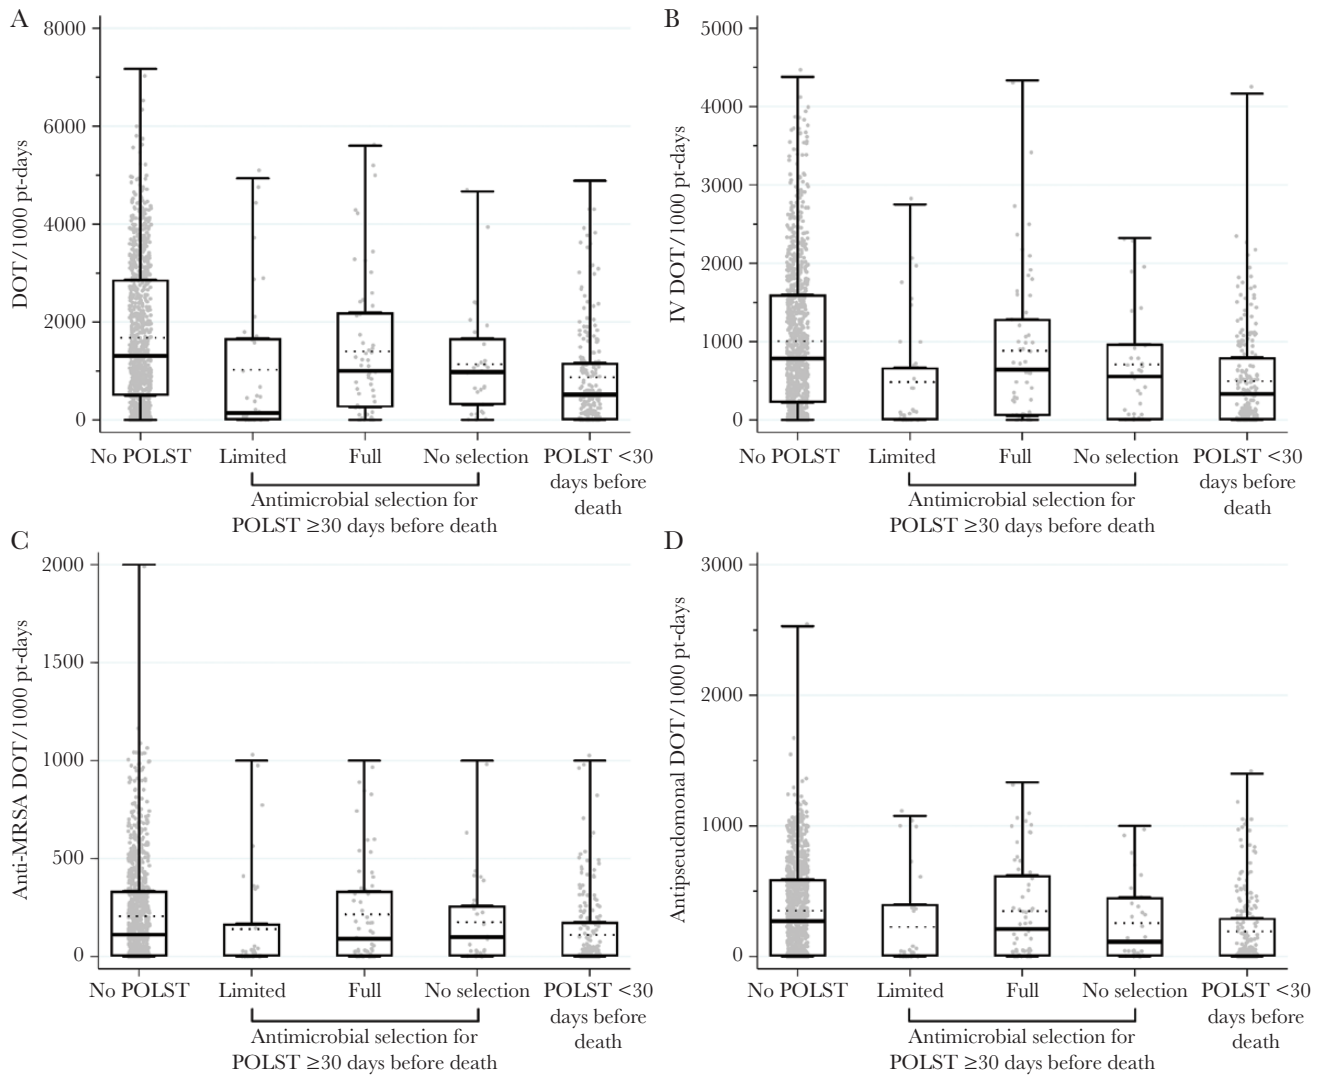 A
DOT/1000 pt-days
8000
6000
4000
2000
0
No POLST
Limited
Full
No selection
POLST <30
days before
death
Antimicrobial selection for
POLST ≥30 days before death
B
IV DOT/1000 pt-days
5000
4000
3000
2000
1000
0
No POLST
Limited
Full
No selection
POLST <30
days before
death
Antimicrobial selection for
POLST ≥30 days before death
C
Anti-MRSA DOT/1000 pt-days
2000
1500
1000
500
0
No POLST
Limited
Full
No selection
POLST <30
days before
death
Antimicrobial selection for
POLST ≥30 days before death
D
Antipseudomonal DOT/1000 pt-days
3000
2000
1000
0
No POLST
Limited
Full
No selection
POLST <30
days before
death
Antimicrobial selection for
POLST ≥30 days before death